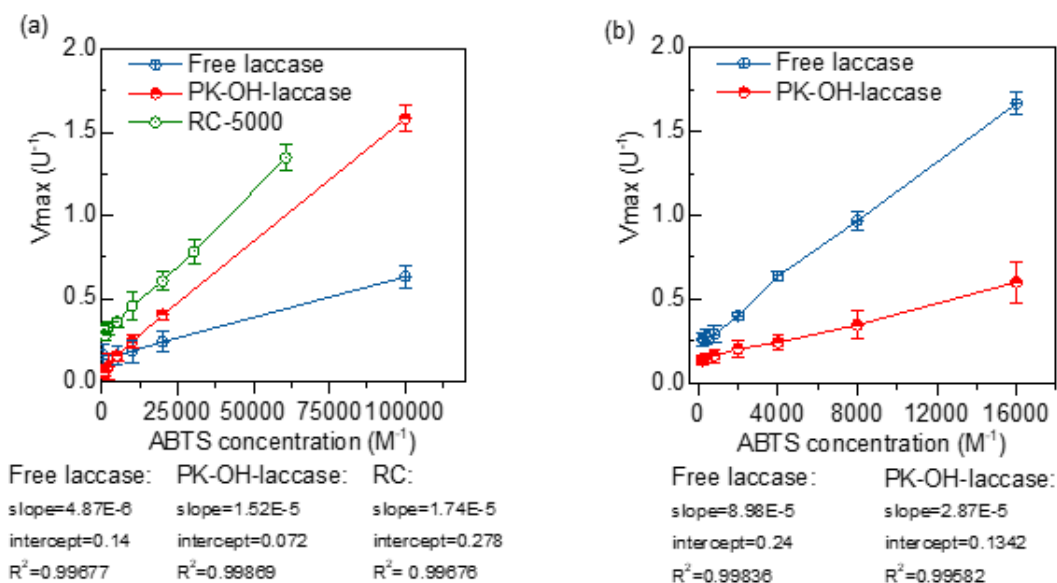 (a)
2.0
1.5
1.0
0.5
0.0
Vmax (U⁻¹)
Free laccase
PK-OH-laccase
RC-5000
0 25000 50000 75000 100000
ABTS concentration (M⁻¹)
Free laccase: PK-OH-laccase: RC:
slope=4.87E-6 slope=1.52E-5 slope=1.74E-5
intercept=0.14 intercept=0.072 intercept=0.278
R²=0.99677 R²=0.99869 R²= 0.99676
(b)
2.0
1.5
1.0
0.5
0.0
Vmax (U⁻¹)
Free laccase
PK-OH-laccase
0 4000 8000 12000 16000
ABTS concentration (M⁻¹)
Free laccase: PK-OH-laccase:
slope=8.98E-5 slope=2.87E-5
intercept=0.24 intercept=0.1342
R²=0.99836 R²=0.99582